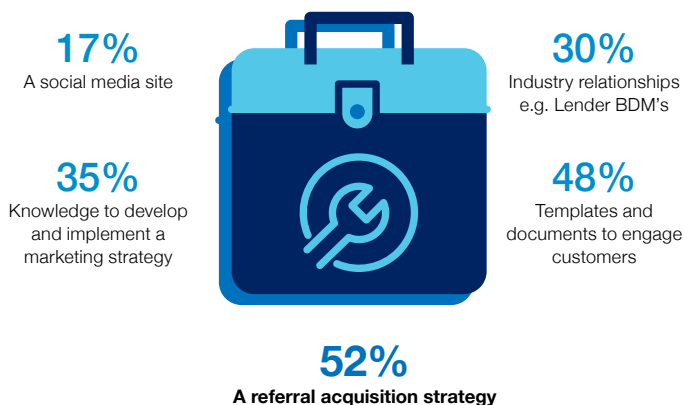 17%
A social media site
30%
Industry relationships
e.g. Lender BDM's
35%
Knowledge to develop
and implement a
marketing strategy
48%
Templates and
documents to engage
customers
52%
A referral acquisition strategy